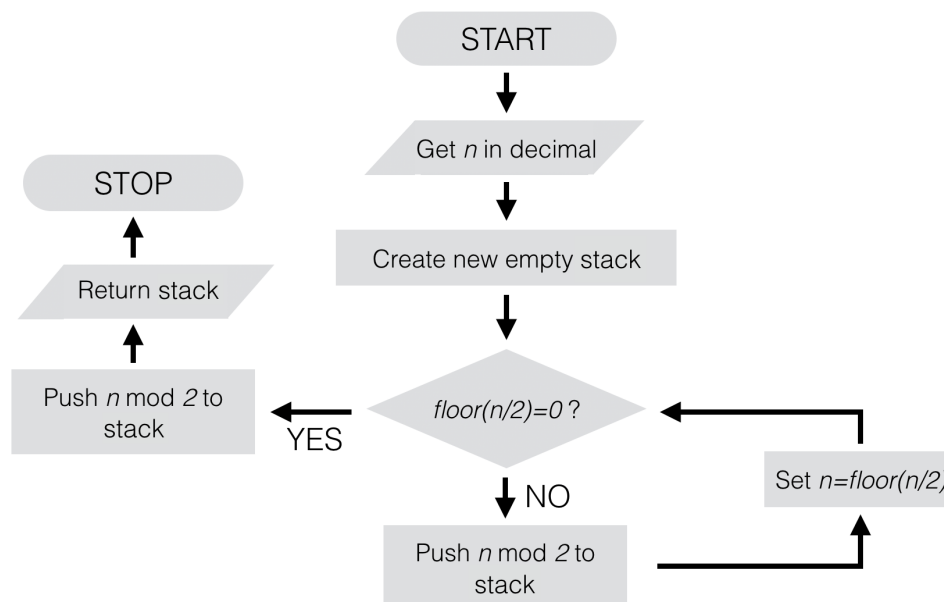 START
Get n in decimal
Create new empty stack
floor(n/2)=0 ?
YES
Push n mod 2 to
stack
Return stack
STOP
NO
Push n mod 2 to
stack
Set n=floor(n/2)